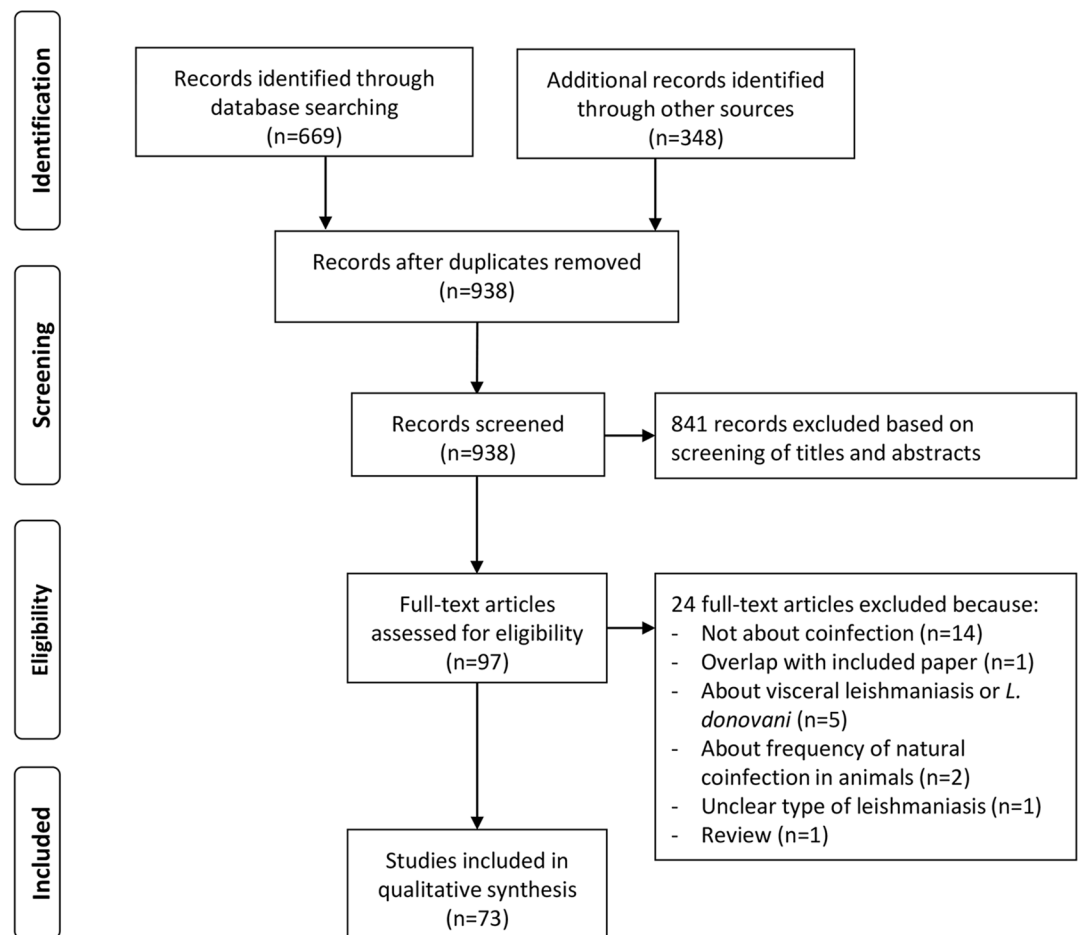 Identification
Records identified through
database searching
(n=669)
Additional records identified
through other sources
(n=348)
Records after duplicates removed
(n=938)
Screening
Records screened
(n=938)
841 records excluded based on
screening of titles and abstracts
Eligibility
Full-text articles
assessed for eligibility
(n=97)
24 full-text articles excluded because:
- Not about coinfection (n=14)
- Overlap with included paper (n=1)
- About visceral leishmaniasis or L.
donovani (n=5)
- About frequency of natural
coinfection in animals (n=2)
- Unclear type of leishmaniasis (n=1)
- Review (n=1)
Included
Studies included in
qualitative synthesis
(n=73)